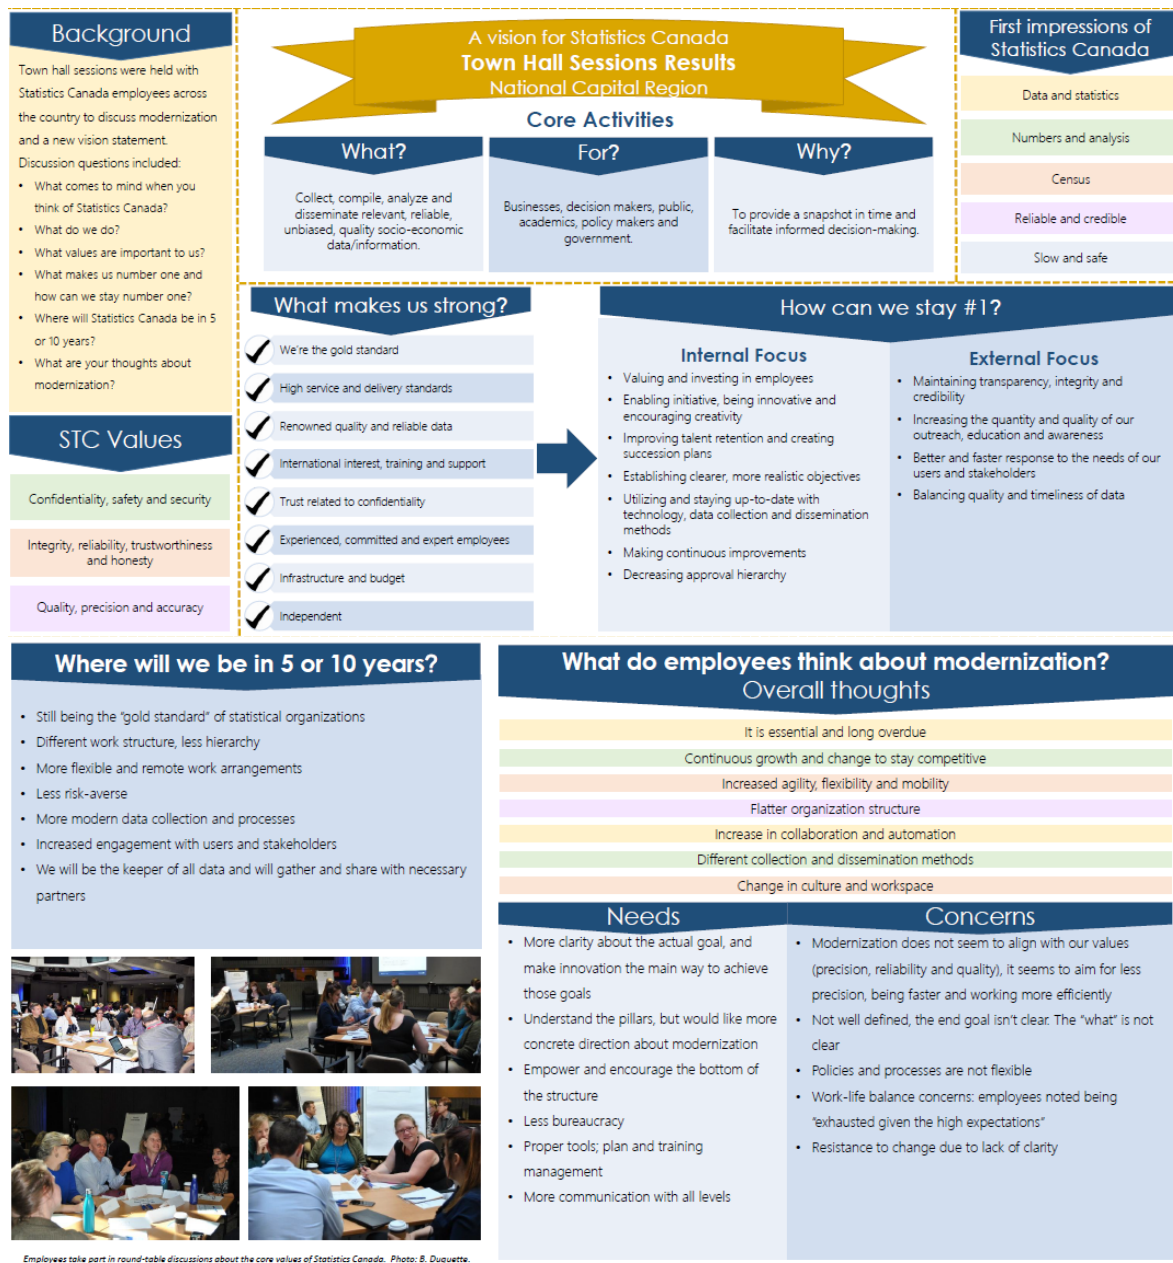 Background
Town hall sessions were held with
Statistics Canada employees across
the country to discuss modernization
and a new vision statement.
Discussion questions included:
• What comes to mind when you
think of Statistics Canada?
• What do we do?
• What values are important to us?
• What makes us number one and
how can we stay number one?
• Where will Statistics Canada be in 5
or 10 years?
• What are your thoughts about
modernization?
STC Values
Confidentiality, safety and security
Integrity, reliability, trustworthiness
and honesty
Quality, precision and accuracy
A vision for Statistics Canada
Town Hall Sessions Results
National Capital Region
Core Activities
What?
Collect, compile, analyze and
disseminate relevant, reliable,
unbiased, quality socio-economic
data/information.
For?
Businesses, decision makers, public,
academics, policy makers and
government.
Why?
To provide a snapshot in time and
facilitate informed decision-making.
First impressions of
Statistics Canada
Data and statistics
Numbers and analysis
Census
Reliable and credible
Slow and safe
What makes us strong?
We're the gold standard
High service and delivery standards
Renowned quality and reliable data
International interest, training and support
Trust related to confidentiality
Experienced, committed and expert employees
Infrastructure and budget
Independent
How can we stay #1?
Internal Focus
• Valuing and investing in employees
• Enabling initiative, being innovative and
encouraging creativity
• Improving talent retention and creating
succession plans
• Establishing clearer, more realistic objectives
• Utilizing and staying up-to-date with
technology, data collection and dissemination
methods
• Making continuous improvements
• Decreasing approval hierarchy
External Focus
• Maintaining transparency, integrity and
credibility
• Increasing the quantity and quality of our
outreach, education and awareness
• Better and faster response to the needs of our
users and stakeholders
• Balancing quality and timeliness of data
Where will we be in 5 or 10 years?
• Still being the "gold standard" of statistical organizations
• Different work structure, less hierarchy
• More flexible and remote work arrangements
• Less risk-averse
• More modern data collection and processes
• Increased engagement with users and stakeholders
• We will be the keeper of all data and will gather and share with necessary
partners
Employees take part in round-table discussions about the core values of Statistics Canada. Photo: B. Duquette.
What do employees think about modernization?
Overall thoughts
It is essential and long overdue
Continuous growth and change to stay competitive
Increased agility, flexibility and mobility
Flatter organization structure
Increase in collaboration and automation
Different collection and dissemination methods
Change in culture and workspace
Needs
• More clarity about the actual goal, and
make innovation the main way to achieve
those goals
• Understand the pillars, but would like more
concrete direction about modernization
• Empower and encourage the bottom of
the structure
• Less bureaucracy
• Proper tools; plan and training
management
• More communication with all levels
Concerns
• Modernization does not seem to align with our values
(precision, reliability and quality), it seems to aim for less
precision, being faster and working more efficiently
• Not well defined, the end goal isn't clear. The "what" is not
clear
• Policies and processes are not flexible
• Work-life balance concerns: employees noted being
"exhausted given the high expectations"
• Resistance to change due to lack of clarity